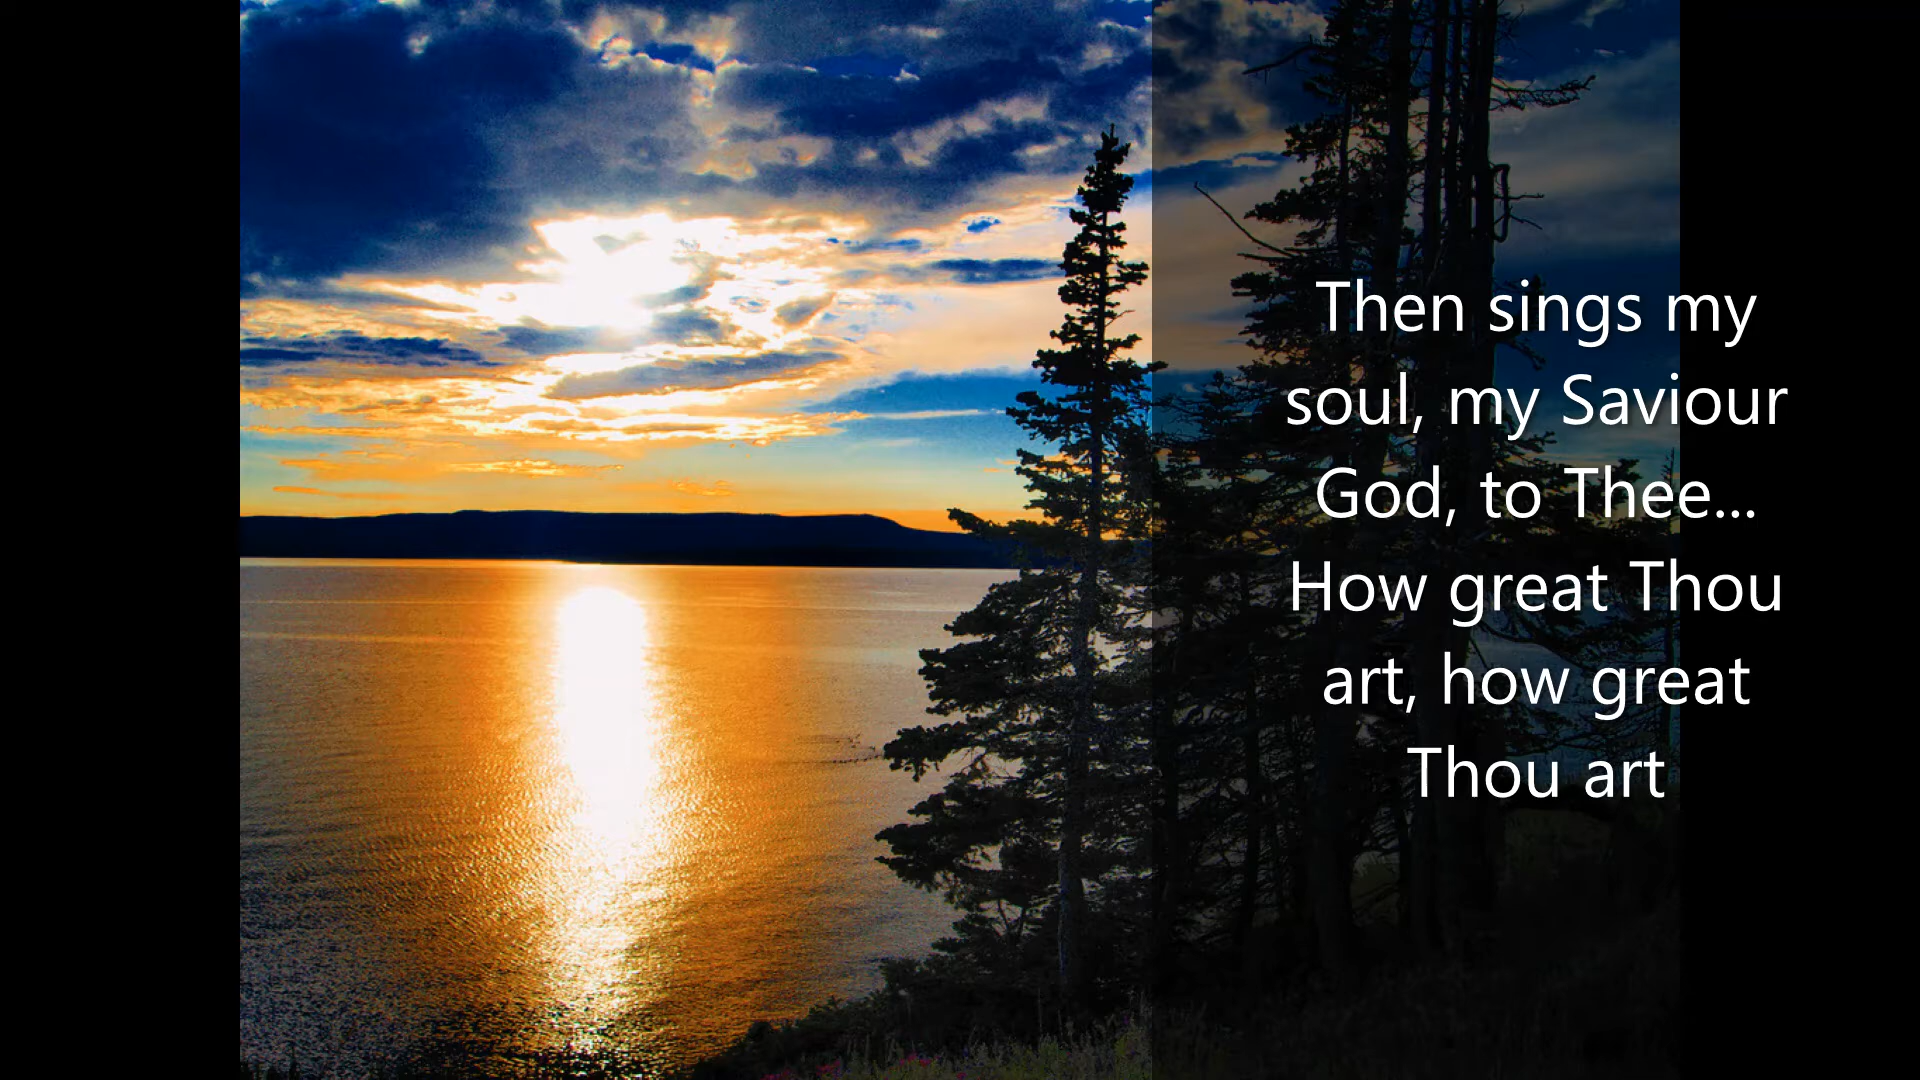 Then sings my
soul, my Saviour
God, to Thee...
How great Thou
art, how great
Thou art